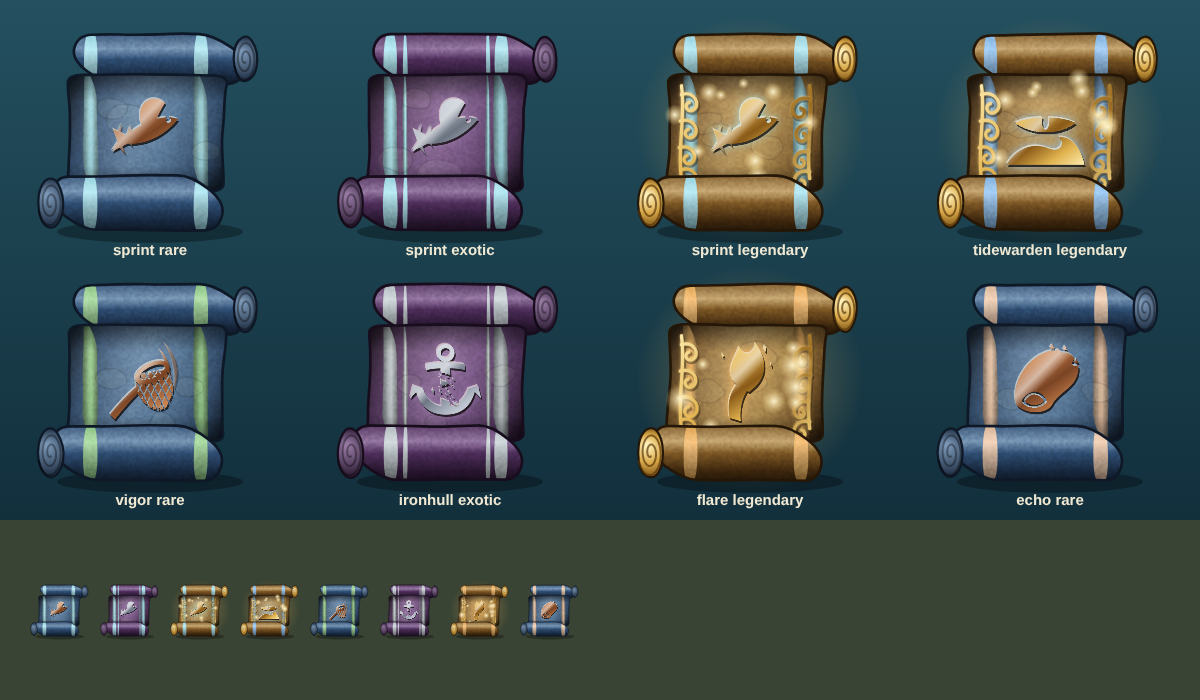 sprint rare
sprint exotic
sprint legendary
tidewarden legendary
vigor rare
ironhull exotic
flare legendary
echo rare